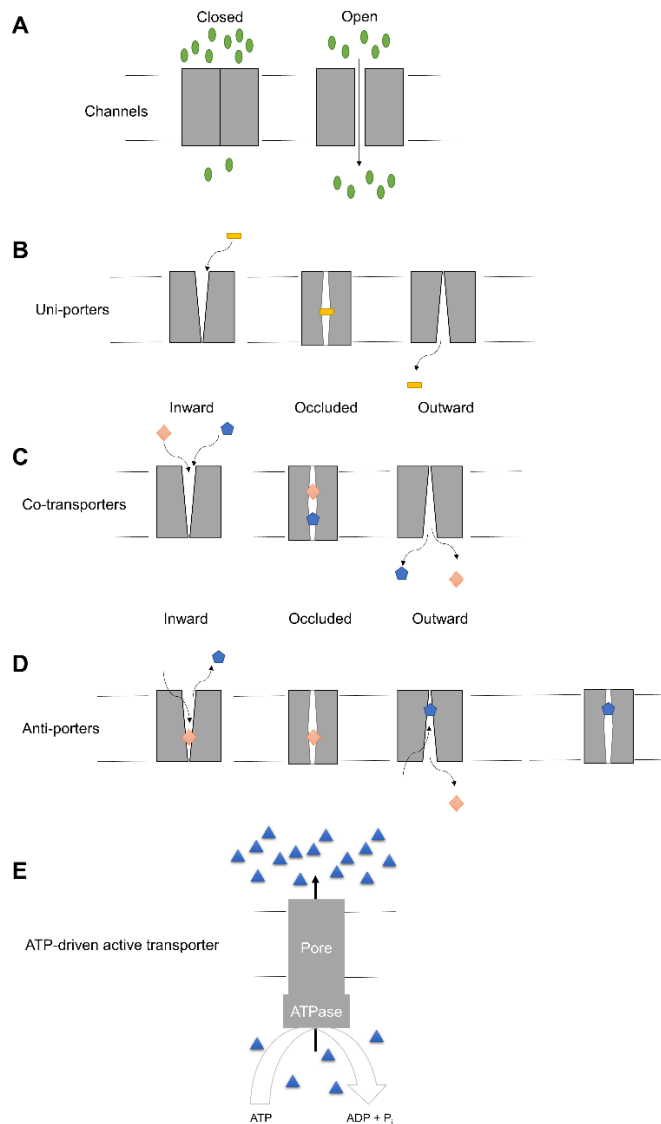 A
Closed
Open
Channels
B
Uni-porters
Inward
Occluded
Outward
C
Co-transporters
Inward
Occluded
Outward
D
Anti-porters
E
ATP-driven active transporter
Pore
ATPase
ATP
ADP + Pᵢ